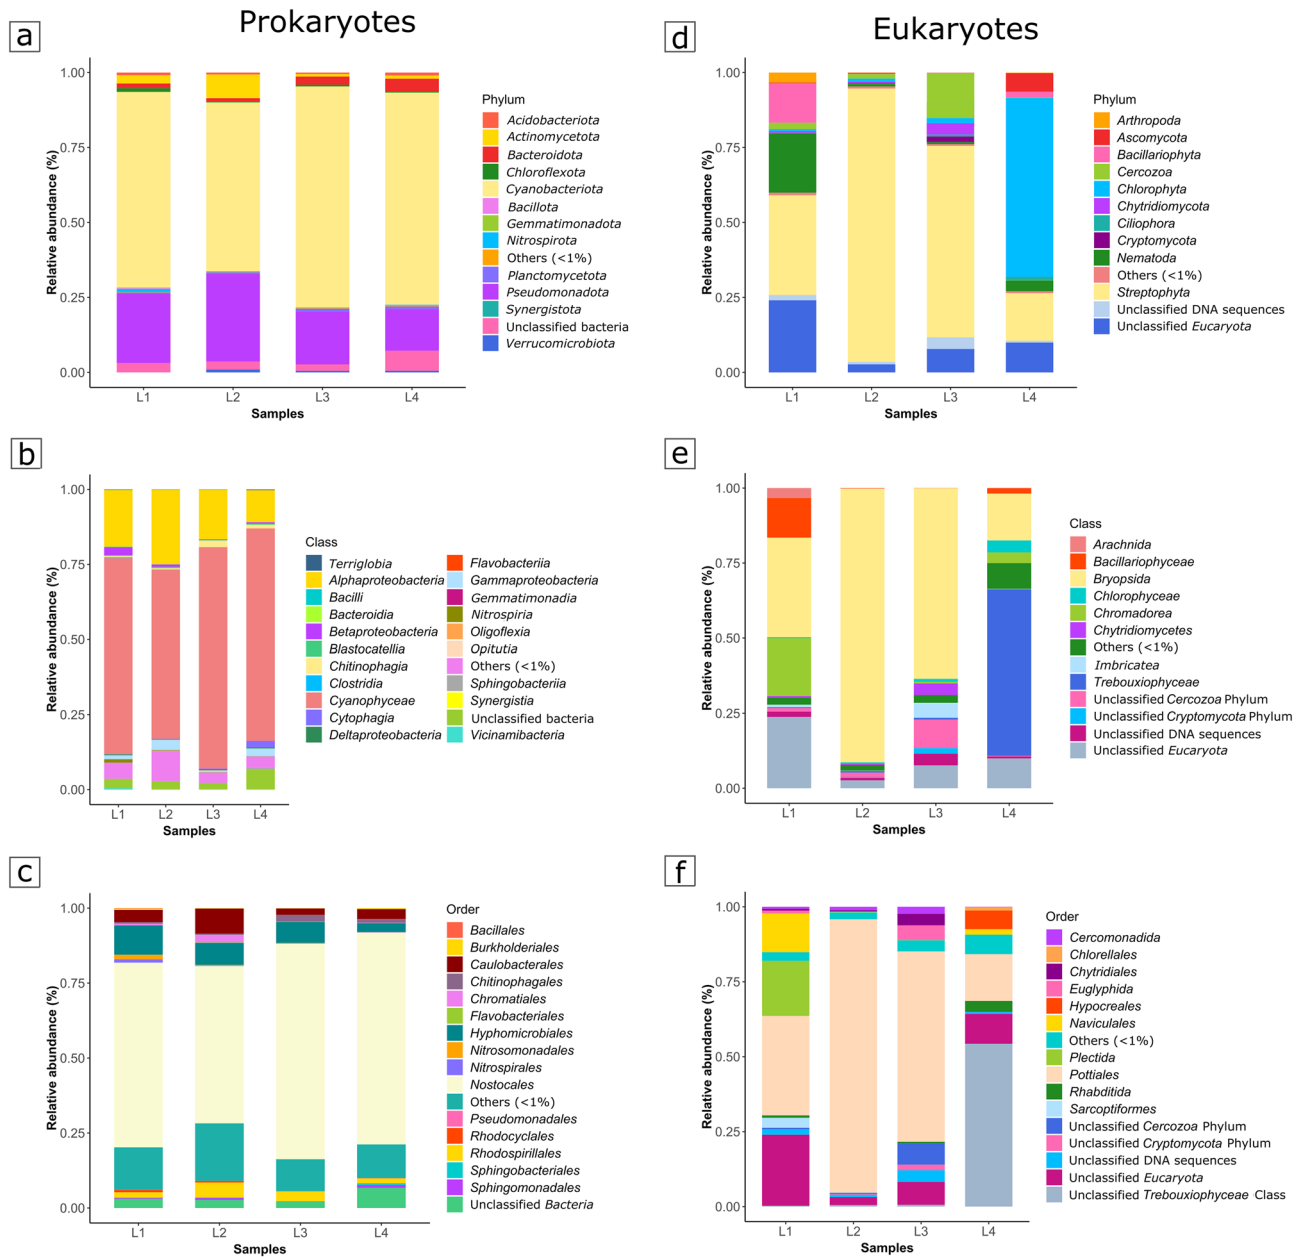 Prokaryotes
a
1.00
0.75
0.50
0.25
0.00
Relative abundance (%)
L1 L2 L3 L4
Samples
Phylum
Acidobacteriota
Actinomycetota
Bacteroidota
Chloroflexota
Cyanobacteriota
Bacillota
Gemmatimonadota
Nitrospirota
Others (<1%)
Planctomycetota
Pseudomonadota
Synergistota
Unclassified bacteria
Verrucomicrobiota
b
1.00
0.75
0.50
0.25
0.00
Relative abundance (%)
L1 L2 L3 L4
Samples
Class
Terriglobia
Alphaproteobacteria
Bacilli
Bacteroidia
Betaproteobacteria
Blastocatellia
Chitinophagia
Clostridia
Cyanophyceae
Cytophagia
Deltaproteobacteria
Flavobacteriia
Gammaproteobacteria
Gemmatimonadia
Nitrospiria
Oligoflexia
Opitutia
Others (<1%)
Sphingobacteriia
Synergistia
Unclassified bacteria
Vicinamibacteria
c
1.00
0.75
0.50
0.25
0.00
Relative abundance (%)
L1 L2 L3 L4
Samples
Order
Bacillales
Burkholderiales
Caulobacterales
Chitinophagales
Chromatiales
Flavobacteriales
Hyphomicrobiales
Nitrosomonadales
Nitrospirales
Nostocales
Others (<1%)
Pseudomonadales
Rhodocyclales
Rhodospirillales
Sphingobacteriales
Sphingomonadales
Unclassified Bacteria
Eukaryotes
d
1.00
0.75
0.50
0.25
0.00
Relative abundance (%)
L1 L2 L3 L4
Samples
Phylum
Arthropoda
Ascomycota
Bacillariophyta
Cercozoa
Chlorophyta
Chytridiomycota
Ciliophora
Cryptomycota
Nematoda
Others (<1%)
Streptophyta
Unclassified DNA sequences
Unclassified Eucaryota
e
1.00
0.75
0.50
0.25
0.00
Relative abundance (%)
L1 L2 L3 L4
Samples
Class
Arachnida
Bacillariophyceae
Bryopsida
Chlorophyceae
Chromadorea
Chytridiomycetes
Others (<1%)
Imbricatea
Trebouxiophyceae
Unclassified Cercozoa Phylum
Unclassified Cryptomycota Phylum
Unclassified DNA sequences
Unclassified Eucaryota
f
1.00
0.75
0.50
0.25
0.00
Relative abundance (%)
L1 L2 L3 L4
Samples
Order
Cercomonadida
Chlorellales
Chytridiales
Euglyphida
Hypocreales
Naviculales
Others (<1%)
Plectida
Pottiales
Rhabditida
Sarcoptiformes
Unclassified Cercozoa Phylum
Unclassified Cryptomycota Phylum
Unclassified DNA sequences
Unclassified Eucaryota
Unclassified Trebouxiophyceae Class